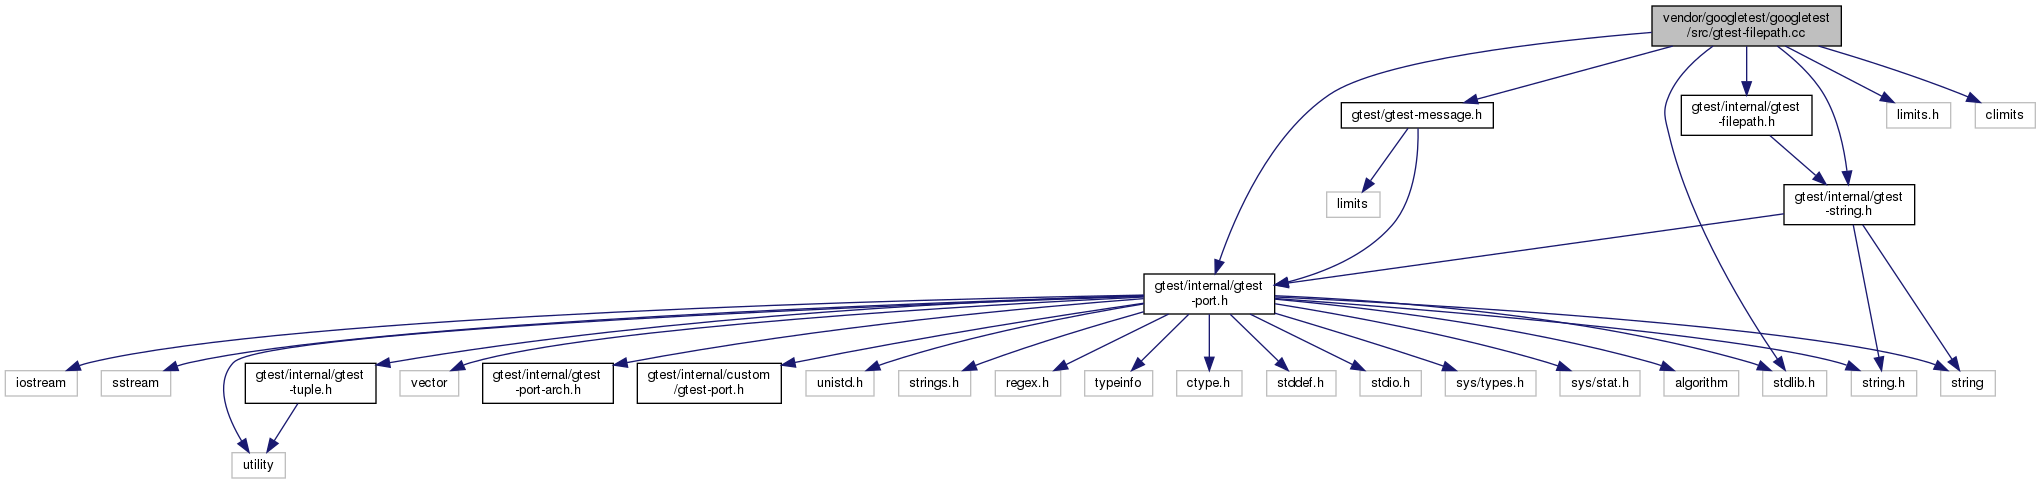 vendor/googletest/googletest
/src/gtest-filepath.cc
gtest/gtest-message.h
gtest/internal/gtest
-filepath.h
limits.h
climits
limits
gtest/internal/gtest
-string.h
gtest/internal/gtest
-port.h
iostream
sstream
gtest/internal/gtest
-tuple.h
vector
gtest/internal/gtest
-port-arch.h
gtest/internal/custom
/gtest-port.h
unistd.h
strings.h
regex.h
typeinfo
ctype.h
stddef.h
stdio.h
sys/types.h
sys/stat.h
algorithm
stdlib.h
string.h
string
utility